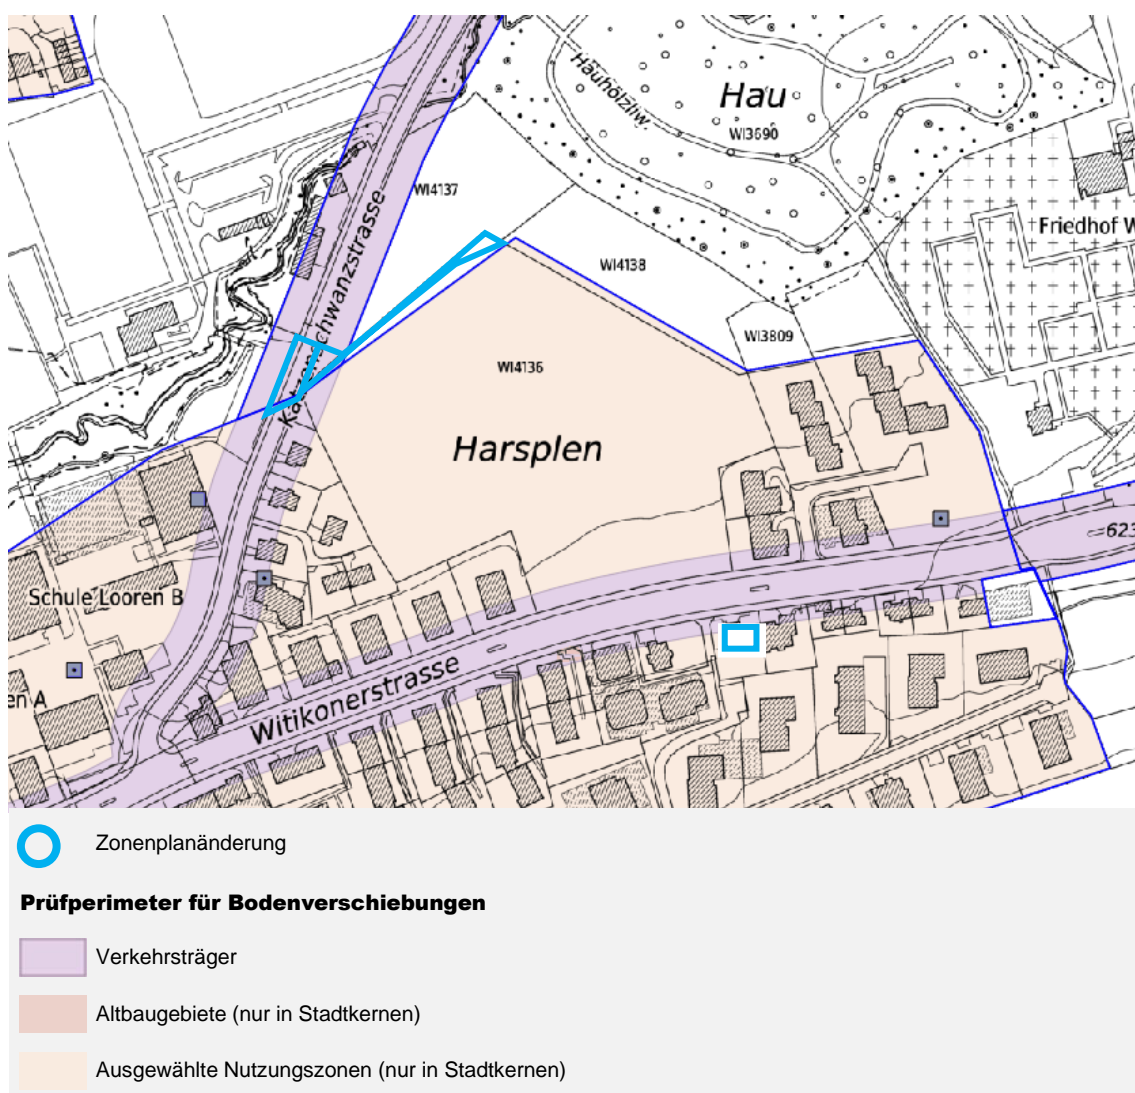 Hau
Hauhölzliw.
WI3690
WI4137
Friedhof W
WI4138
WI3809
WI4136
Katzenschwanzstrasse
Harsplen
623
Schule Looren B
en A
Witikonerstrasse
Zonenplanänderung
Prüfperimeter für Bodenverschiebungen
Verkehrsträger
Altbaugebiete (nur in Stadtkernen)
Ausgewählte Nutzungszonen (nur in Stadtkernen)